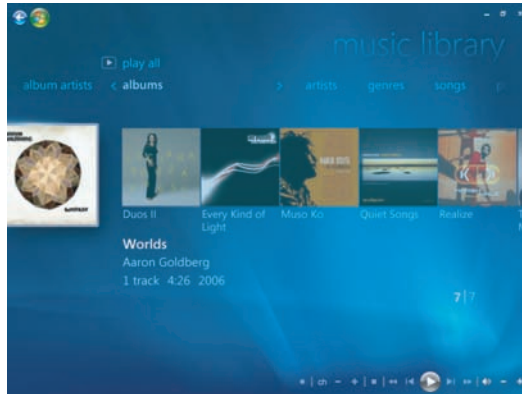 music library
play all
album artists < albums > artists genres songs
Duos II Every Kind of Light Muso Ko Quiet Songs Realize
Worlds
Aaron Goldberg
1 track 4:26 2006
7|7
ch